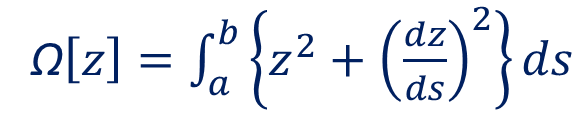 Ω[z] = ∫_a^b {z² + (dz/ds)²} ds